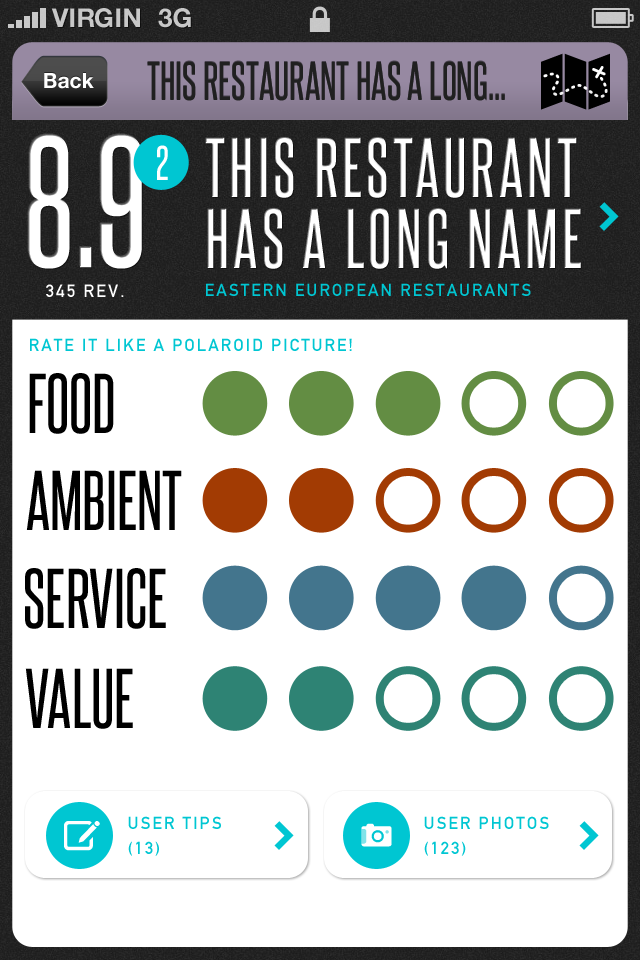 VIRGIN 3G
Back
THIS RESTAURANT HAS A LONG...
8.9
2
THIS RESTAURANT
HAS A LONG NAME
345 REV.
EASTERN EUROPEAN RESTAURANTS
RATE IT LIKE A POLAROID PICTURE!
FOOD
AMBIENT
SERVICE
VALUE
USER TIPS
(13)
USER PHOTOS
(123)